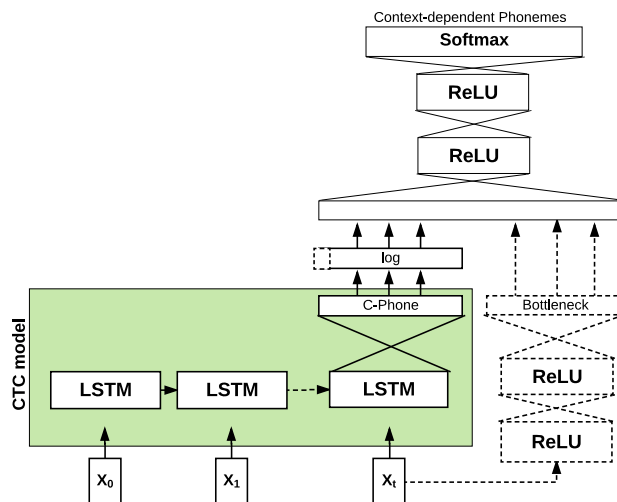 Context-dependent Phonemes
Softmax
ReLU
ReLU
log
C-Phone
Bottleneck
CTC model
LSTM
LSTM
LSTM
ReLU
ReLU
X0
X1
Xt